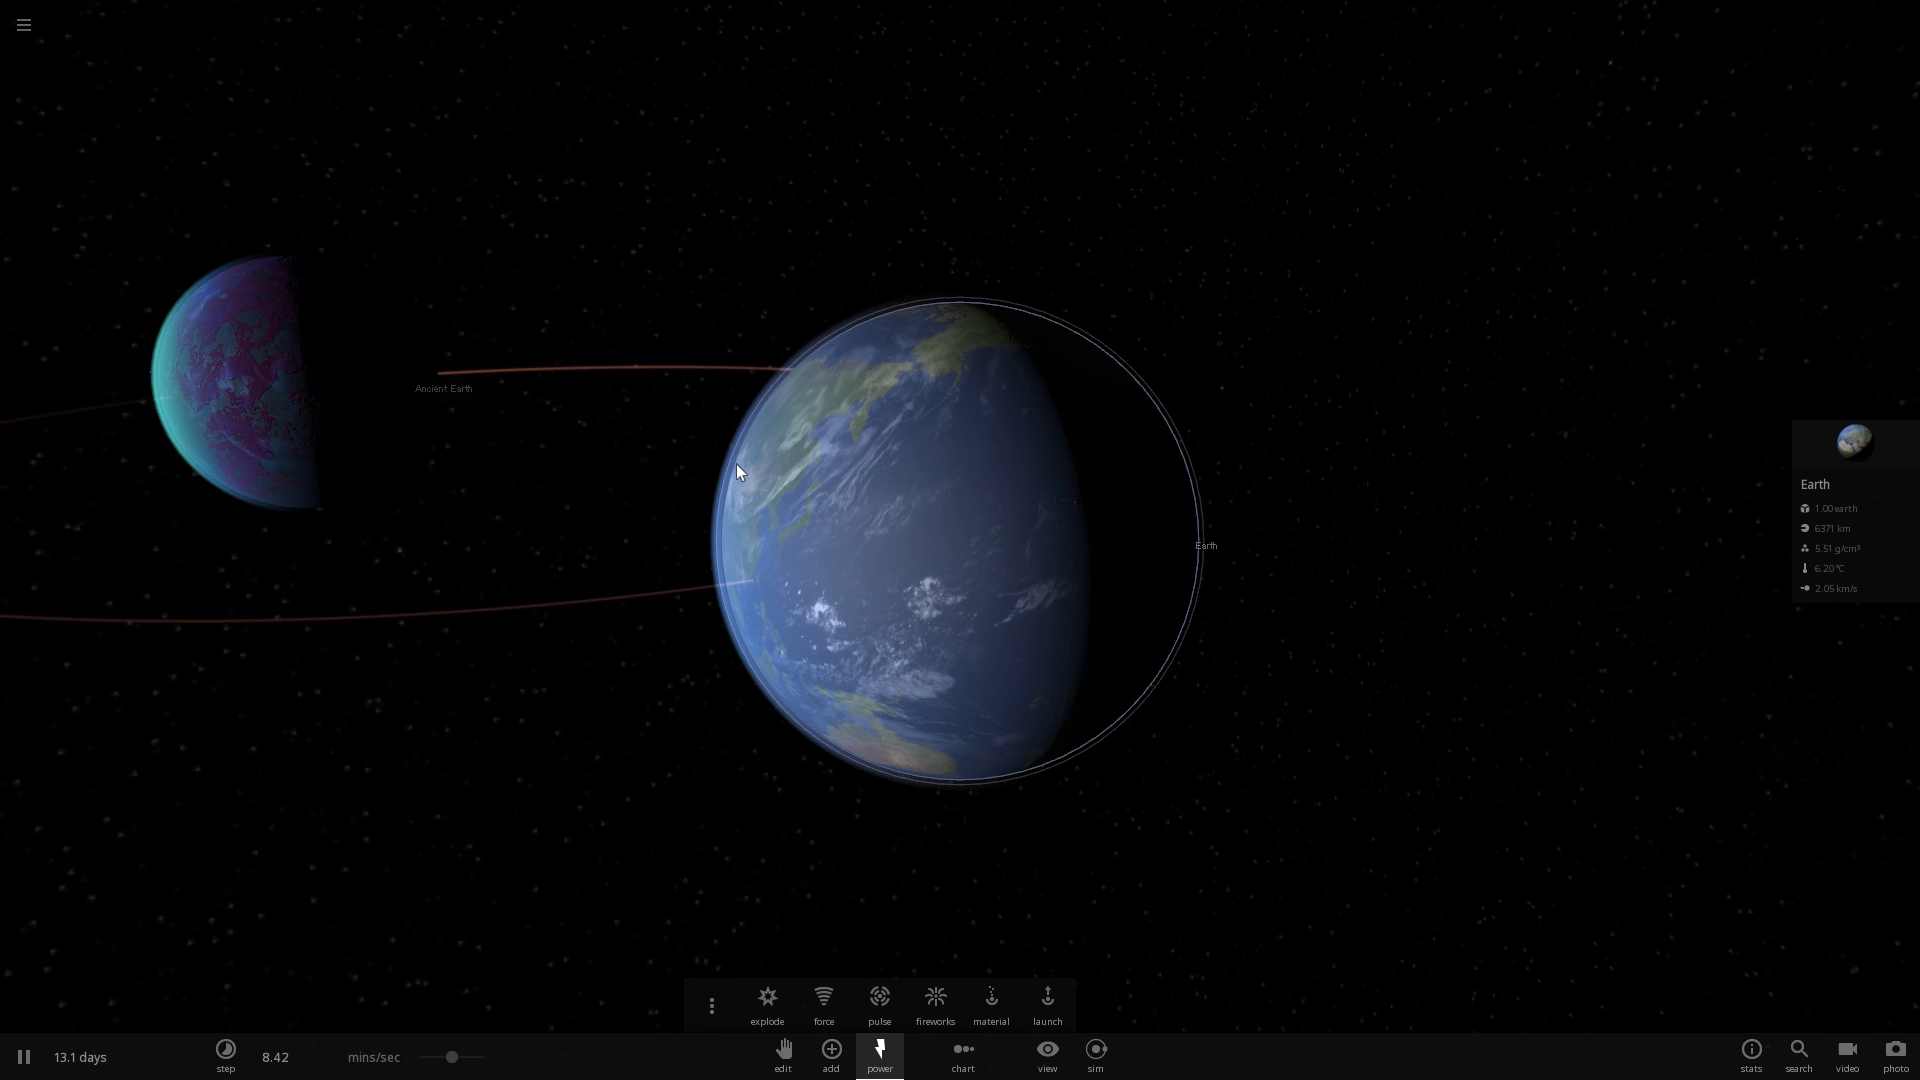 Ancient Earth
Earth
Earth
1.00 earth
6371 km
5.51 g/cm³
6.20 °C
2.05 km/s
explode
force
pulse
fireworks
material
launch
13.1 days
step
8.42
mins/sec
edit
add
power
chart
view
sim
stats
search
video
photo